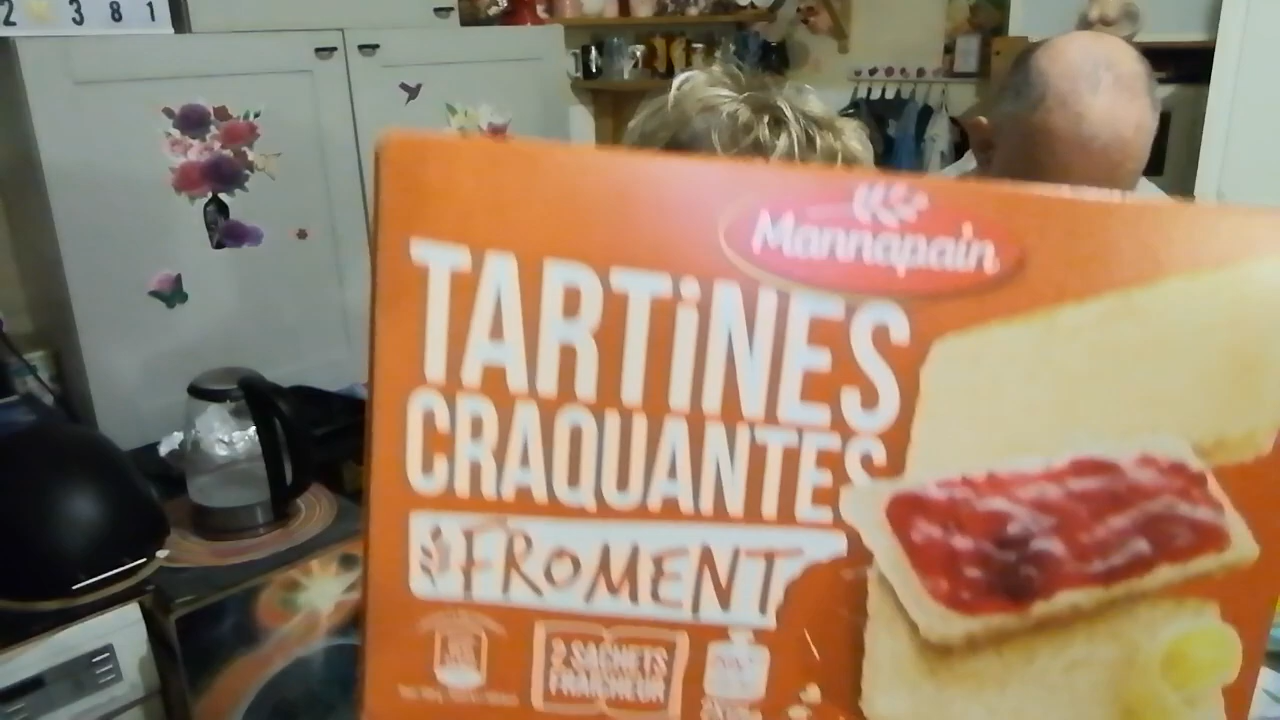 2 3 8 1
Mannapain
TARTiNES
CRAQUANTES
FROMENT
2 SACHETS
FRAÎCHEUR